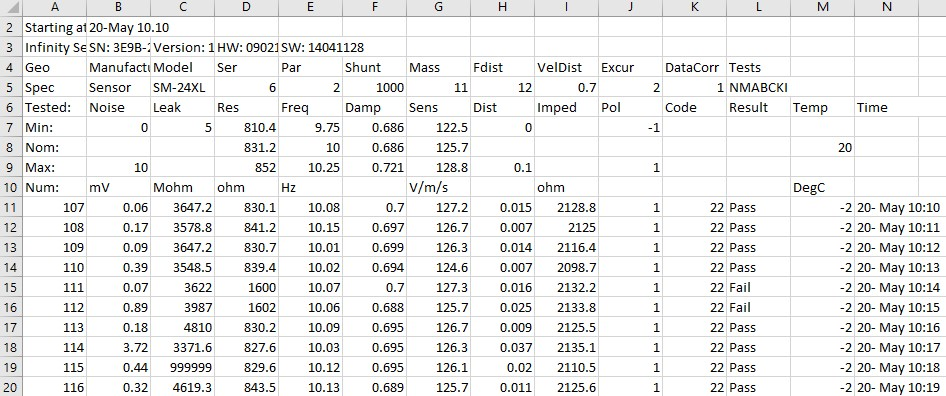 A B C D E F G H I J K L M N
2 Starting at 20-May 10.10
3 Infinity Se SN: 3E9B-2 Version: 1 HW: 09021 SW: 14041128
4 Geo Manufactu Model Ser Par Shunt Mass Fdist VelDist Excur DataCorr Tests
5 Spec Sensor SM-24XL 6 2 1000 11 12 0.7 2 1 NMABCKI
6 Tested: Noise Leak Res Freq Damp Sens Dist Imped Pol Code Result Temp Time
7 Min: 0 5 810.4 9.75 0.686 122.5 0 -1
8 Nom: 831.2 10 0.686 125.7 20
9 Max: 10 852 10.25 0.721 128.8 0.1 1
10 Num: mV Mohm ohm Hz V/m/s ohm DegC
11 107 0.06 3647.2 830.1 10.08 0.7 127.2 0.015 2128.8 1 22 Pass -2 20- May 10:10
12 108 0.17 3578.8 841.2 10.15 0.697 126.7 0.007 2125 1 22 Pass -2 20- May 10:11
13 109 0.09 3647.2 830.7 10.01 0.699 126.3 0.014 2116.4 1 22 Pass -2 20- May 10:12
14 110 0.39 3548.5 839.4 10.02 0.694 124.6 0.007 2098.7 1 22 Pass -2 20- May 10:13
15 111 0.07 3622 1600 10.07 0.7 127.3 0.016 2132.2 1 22 Fail -2 20- May 10:14
16 112 0.89 3987 1602 10.06 0.688 125.7 0.025 2133.8 1 22 Fail -2 20- May 10:15
17 113 0.18 4810 830.2 10.09 0.695 126.7 0.009 2125.5 1 22 Pass -2 20- May 10:16
18 114 3.72 3371.6 827.6 10.03 0.695 126.3 0.037 2135.1 1 22 Pass -2 20- May 10:17
19 115 0.44 999999 829.6 10.12 0.695 126.1 0.02 2110.5 1 22 Pass -2 20- May 10:18
20 116 0.32 4619.3 843.5 10.13 0.689 125.7 0.011 2125.6 1 22 Pass -2 20- May 10:19